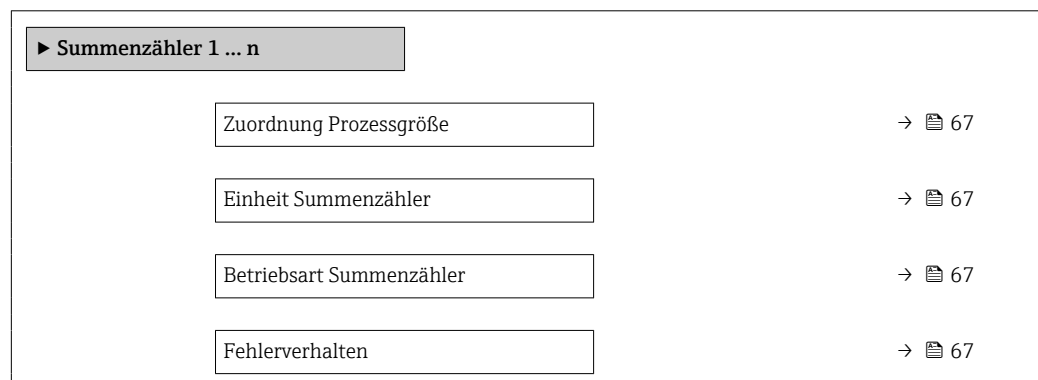 ▶ Summenzähler 1 … n
Zuordnung Prozessgröße → 67
Einheit Summenzähler → 67
Betriebsart Summenzähler → 67
Fehlerverhalten → 67